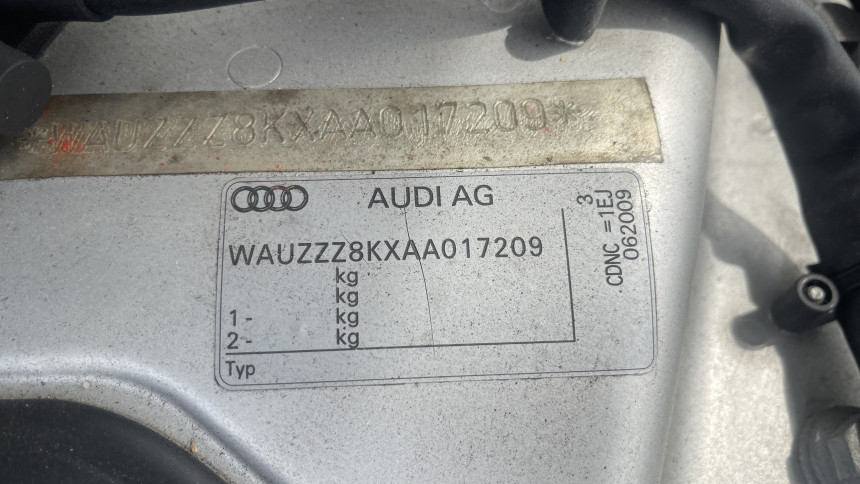 *WAUZZZ8KXAA017209*
AUDI AG
WAUZZZ8KXAA017209
kg
kg
1- kg
2- kg
Typ
3
CDNC =1EJ
062009